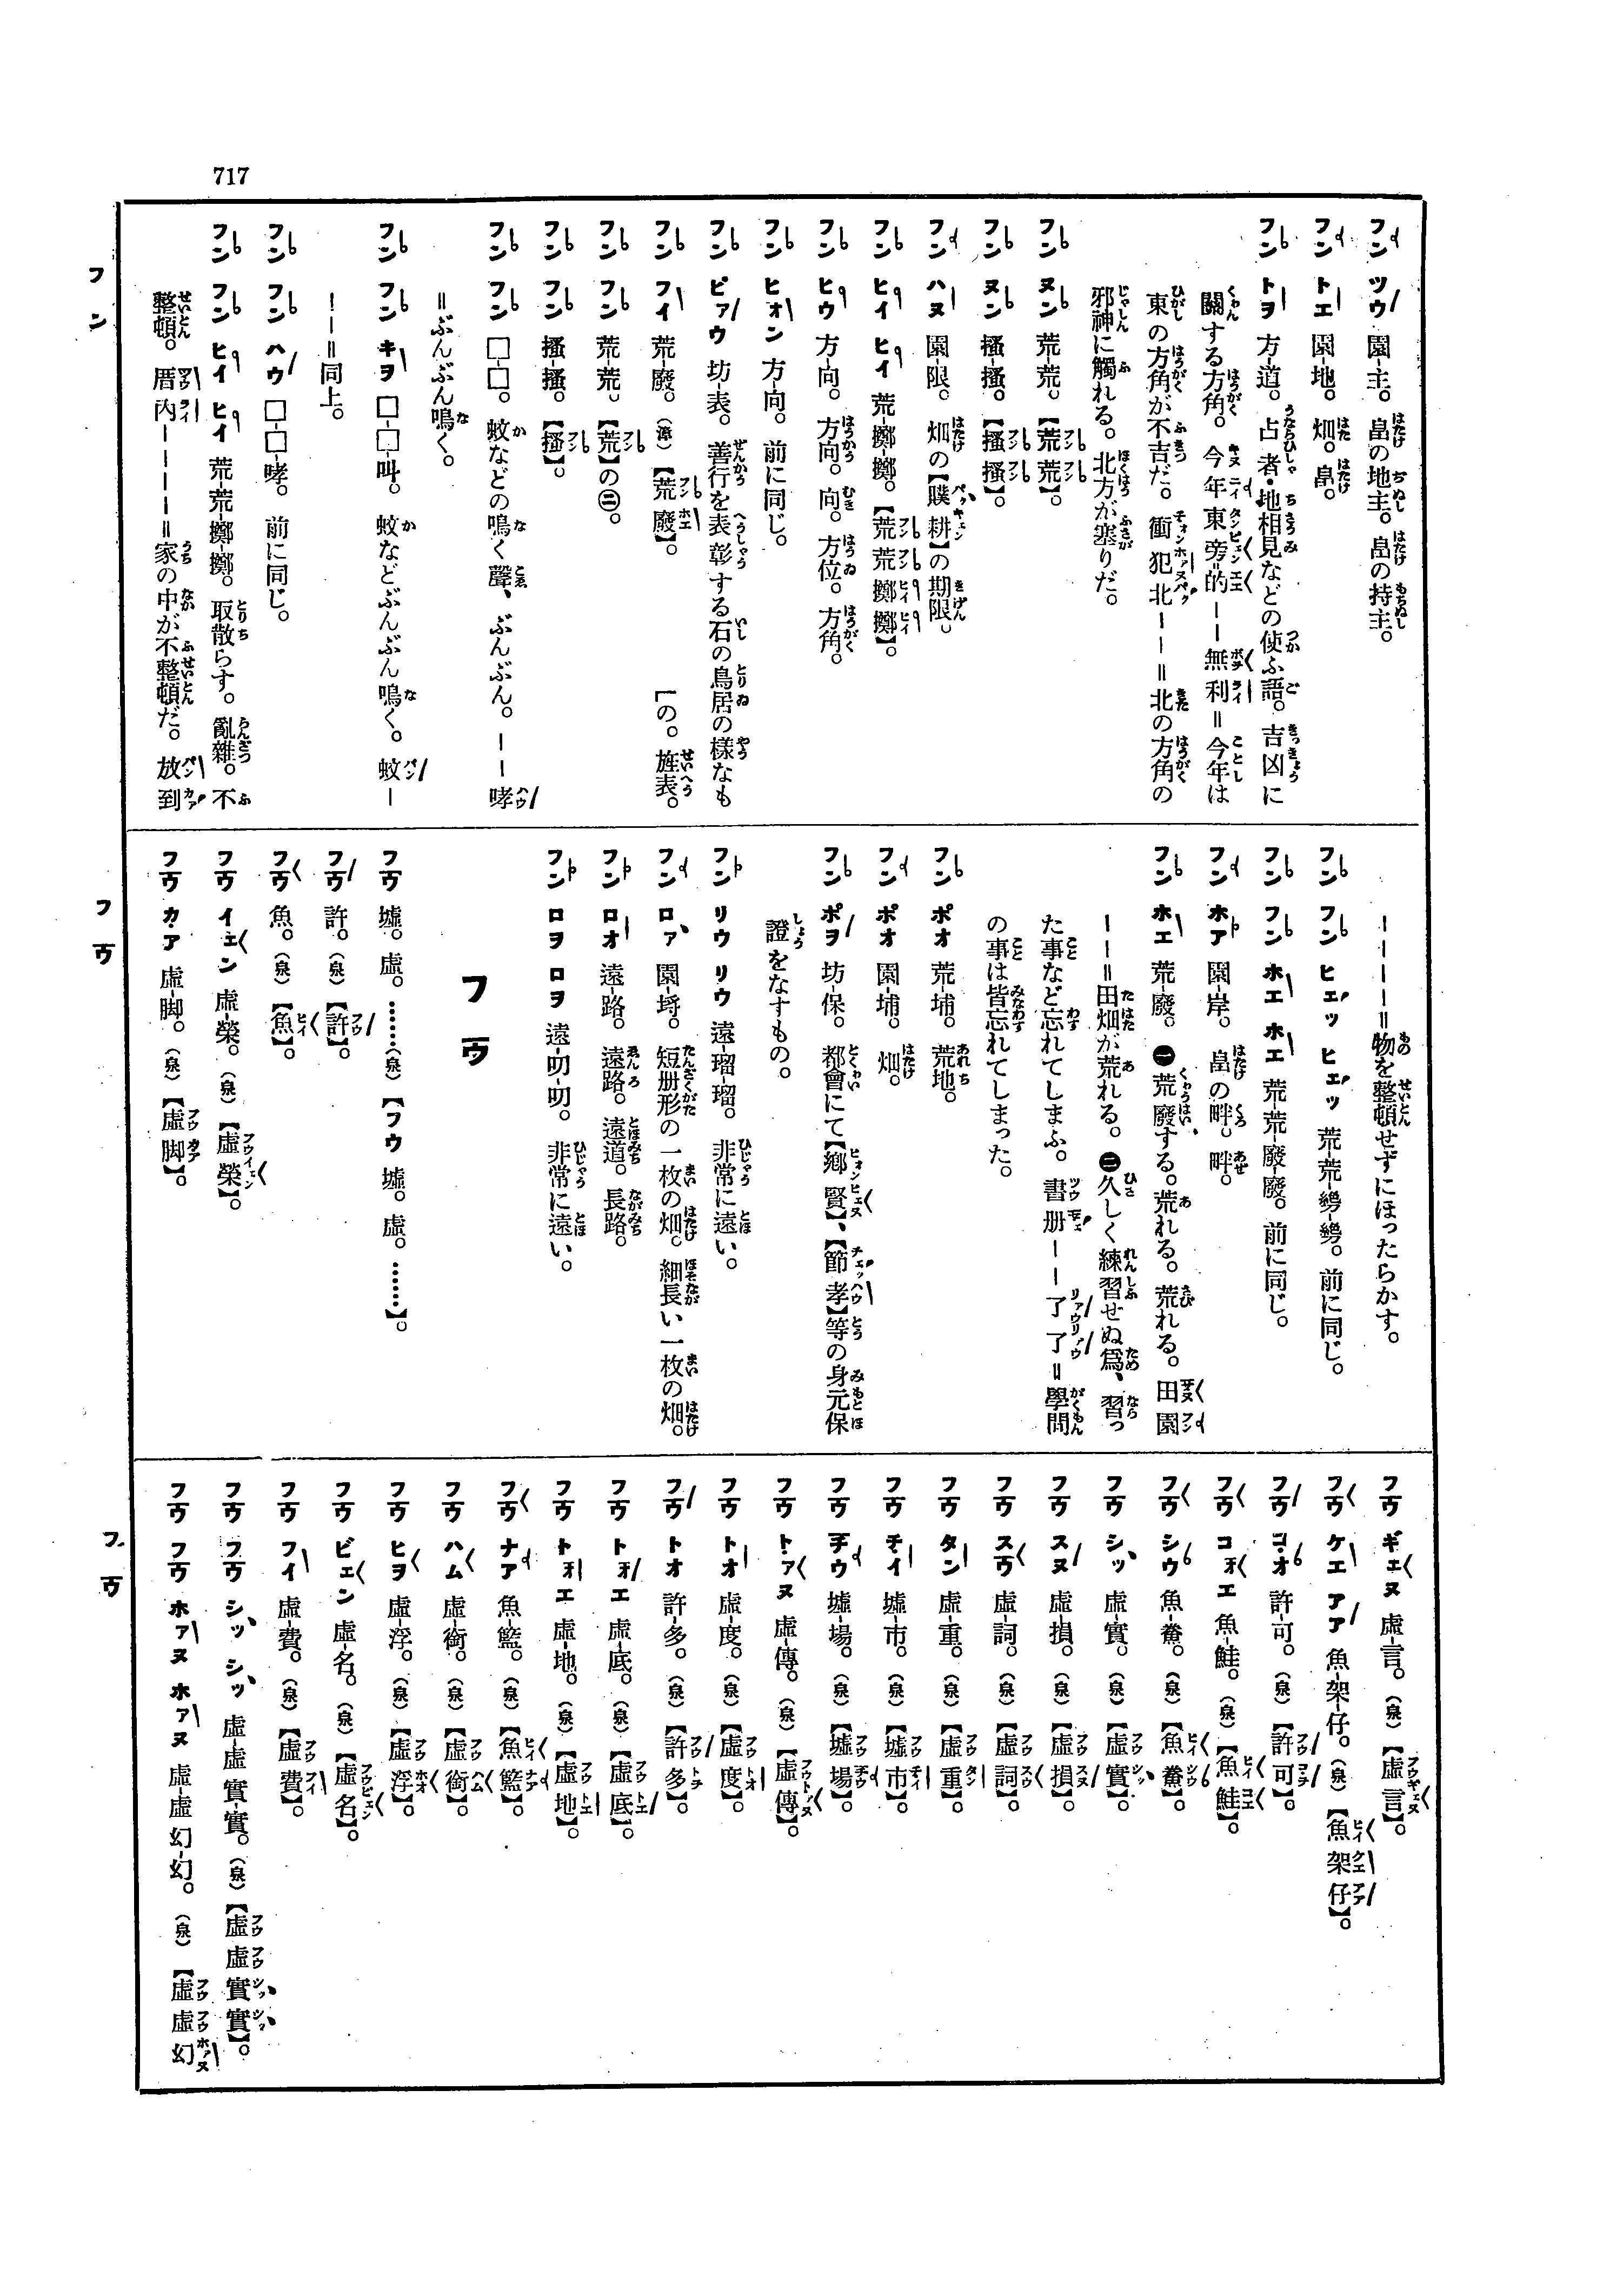 717
フン ツウ 園-主。畠の地主。畠の持主。
フン トエ 園-地。畑。畠。
フン トヲ 方-道。占者・地相見などの使ふ語。吉凶に
關する方角。今年東旁-的――無利=今年は
東の方角が不吉だ。衝犯北――=北の方角の
邪神に觸れる。北方が塞りだ。
フン ヌン 荒-荒。【荒荒】。
フン ヌン 搔-搔。【搔搔】。
フン ハヌ 園-限。畑の【贌耕】の期限。
フン ヒイ ヒイ 荒-擲-擲。【荒荒擲擲】。
フン ヒウ 方-向。方向。向。方位。方角。
フン ヒォン 方-向。前に同じ。
フン ピァウ 坊-表。善行を表彰する石の鳥居の樣なも
[の。旌表。
フン フイ 荒-廢。(漳)【荒廢】。
フン フン 荒-荒。【荒】の㊁。
フン フン 搔-搔。【搔】。
フン フン □-□。蚊などの鳴く聲、ぶんぶん。――哮
=ぶんぶん鳴く。
フン フン キヲ □-□-叫。蚊などぶんぶん鳴く。蚊―
――=同上。
フン フン ハウ □-□-哮。前に同じ。
フン フン ヒイ ヒイ 荒-荒-擲-擲。取散らす。亂雜。不
整頓。厝內――――=家の中が不整頓だ。放到
フン
――――=物を整頓せずにほったらかす。
フン フン ヒェッ ヒェッ 荒-荒-
。前に同じ。
フン フン ホエ ホエ 荒-荒-廢-廢。前に同じ。
フン ホア 園-岸。畠の畔。畔。
フン ホエ 荒-廢。㊀荒廢する。荒れる。荒れる。田園
――=田畑が荒れる。㊁久しく練習せぬ爲、習っ
た事など忘れてしまふ。書册――了了=學問
の事は皆忘れてしまった。
フン ポオ 荒-埔。荒地。
フン ポオ 園-埔。畑。
フン ポヲ 坊-保。都會にて【鄕賢】、【節孝】等の身元保
證をなすもの。
フン リウ リウ 遠-瑠-瑠。非常に遠い。
フン ロァ 園-埒。短册形の一枚の畑。細長い一枚の畑。
フン ロオ 遠-路。遠路。遠道。長路。
フン ロヲ ロヲ 遠-叨-叨。非常に遠い。
フウ
フウ 墟。虛。……(泉)【フウ 墟。虛。……】。
フウ 許。(泉)【許】。
フウ 魚。(泉)【魚】。
フウ イェン 虛-榮。(泉)【虛榮】。
フウ カァ 虛-脚。(泉)【虛脚】。
フウ
フウ ギェヌ 虛-言。(泉)【虛言】。
フウ ケエ アア 魚-架-仔。(泉)【魚架仔】。
フウ コオ 許-可。(泉)【許可】。
フウ コォエ 魚-鮭。(泉)【魚鮭】。
フウ シウ 魚-鯗。(泉)【魚鯗】。
フウ シッ 虛-實。(泉)【虛實】。
フウ スヌ 虛-損。(泉)【虛損】。
フウ スウ 虛-詞。(泉)【虛詞】。
フウ タン 虛-重。(泉)【虛重】。
フウ チイ 墟-市。(泉)【墟市】。
フウ チウ 墟-場。(泉)【墟場】。
フウ トァヌ 虛-傳。(泉)【虛傳】。
フウ トオ 虛-度。(泉)【虛度】。
フウ トオ 許-多。(泉)【許多】。
フウ トォエ 虛-底。(泉)【虛底】。
フウ トォエ 虛-地。(泉)【虛地】。
フウ ナア 魚-籃。(泉)【魚籃】。
フウ ハム 虛-銜。(泉)【虛銜】。
フウ ヒヲ 虛-浮。(泉)【虛浮】。
フウ ビェン 虛-名。(泉)【虛名】。
フウ フイ 虛-費。(泉)【虛費】。
フウ フウ シッ シッ 虛-虛-實-實。(泉)【虛虛實實】。
フウ フウ ホァヌ ホァヌ 虛-虛-幻-幻。(泉)【虛虛幻
フウ